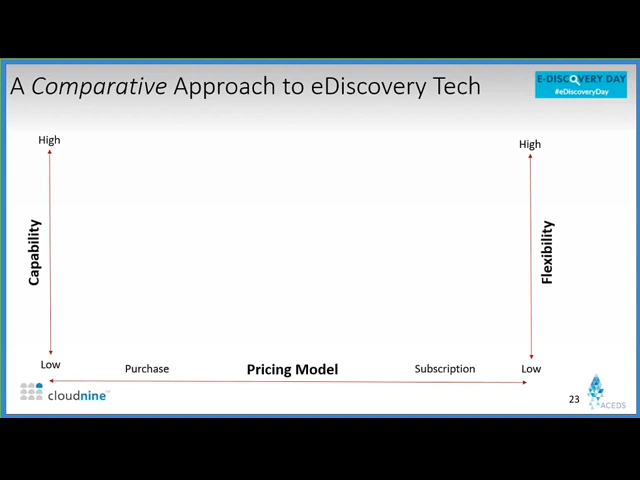 A Comparative Approach to eDiscovery Tech
E-DISCOVERY DAY
#eDiscoveryDay
High
High
Capability
Flexibility
Low
Purchase
Pricing Model
Subscription
Low
cloudnine
23
ACEDS